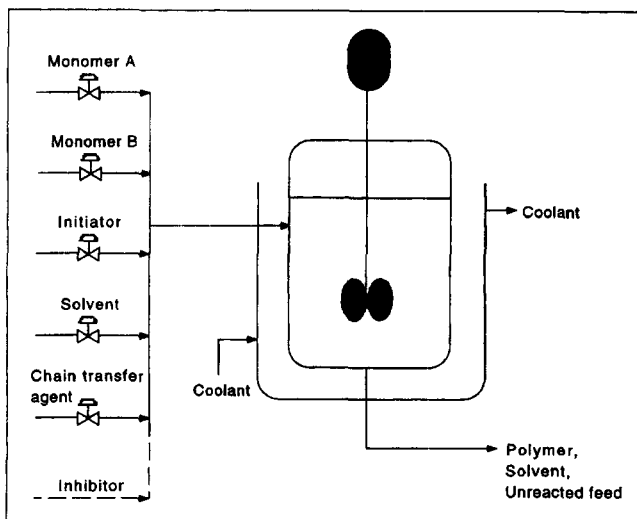 Monomer A
Monomer B
Initiator
Solvent
Chain transfer
agent
Inhibitor
Coolant
Coolant
Polymer,
Solvent,
Unreacted feed